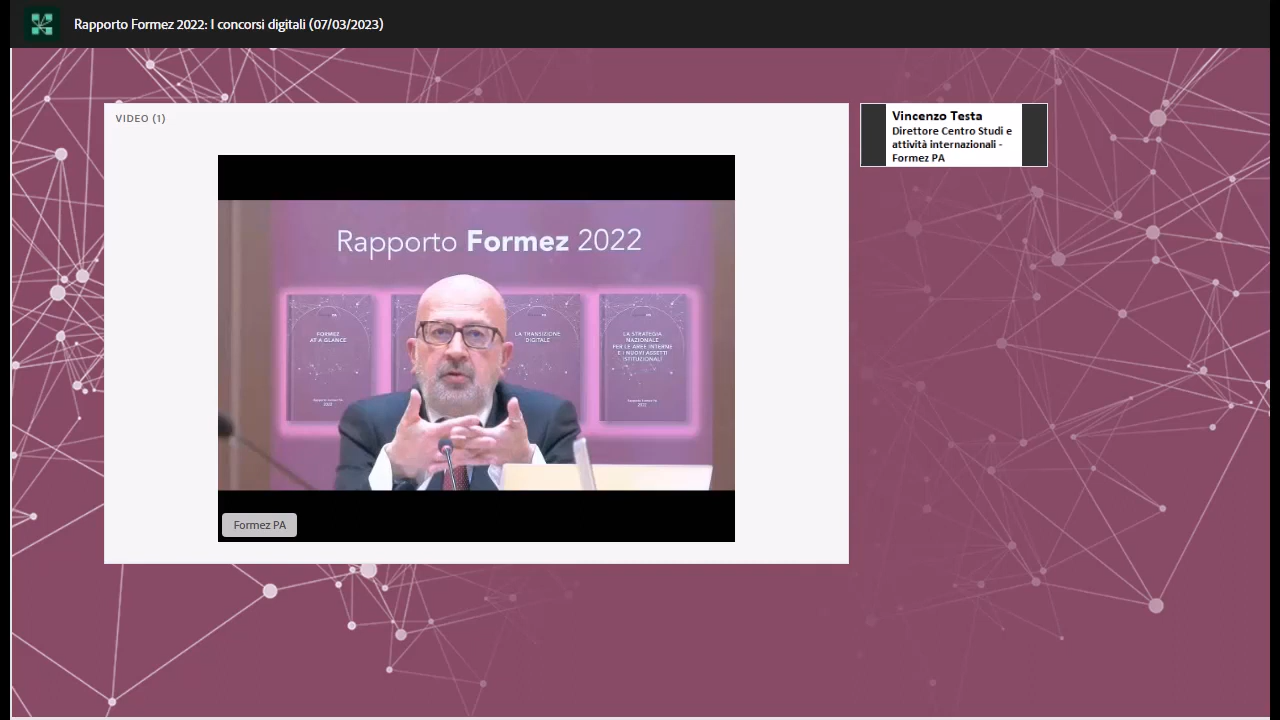 Rapporto Formez 2022: I concorsi digitali (07/03/2023)
VIDEO (1)
Vincenzo Testa
Direttore Centro Studi e
attività internazionali -
Formez PA
Rapporto Formez 2022
FORMEZ
AT A GLANCE
LA TRANSIZIONE
DIGITALE
LA STRATEGIA
NAZIONALE
PER LE AREE INTERNE
E I NUOVI ASSETTI
ISTITUZIONALI
Formez PA